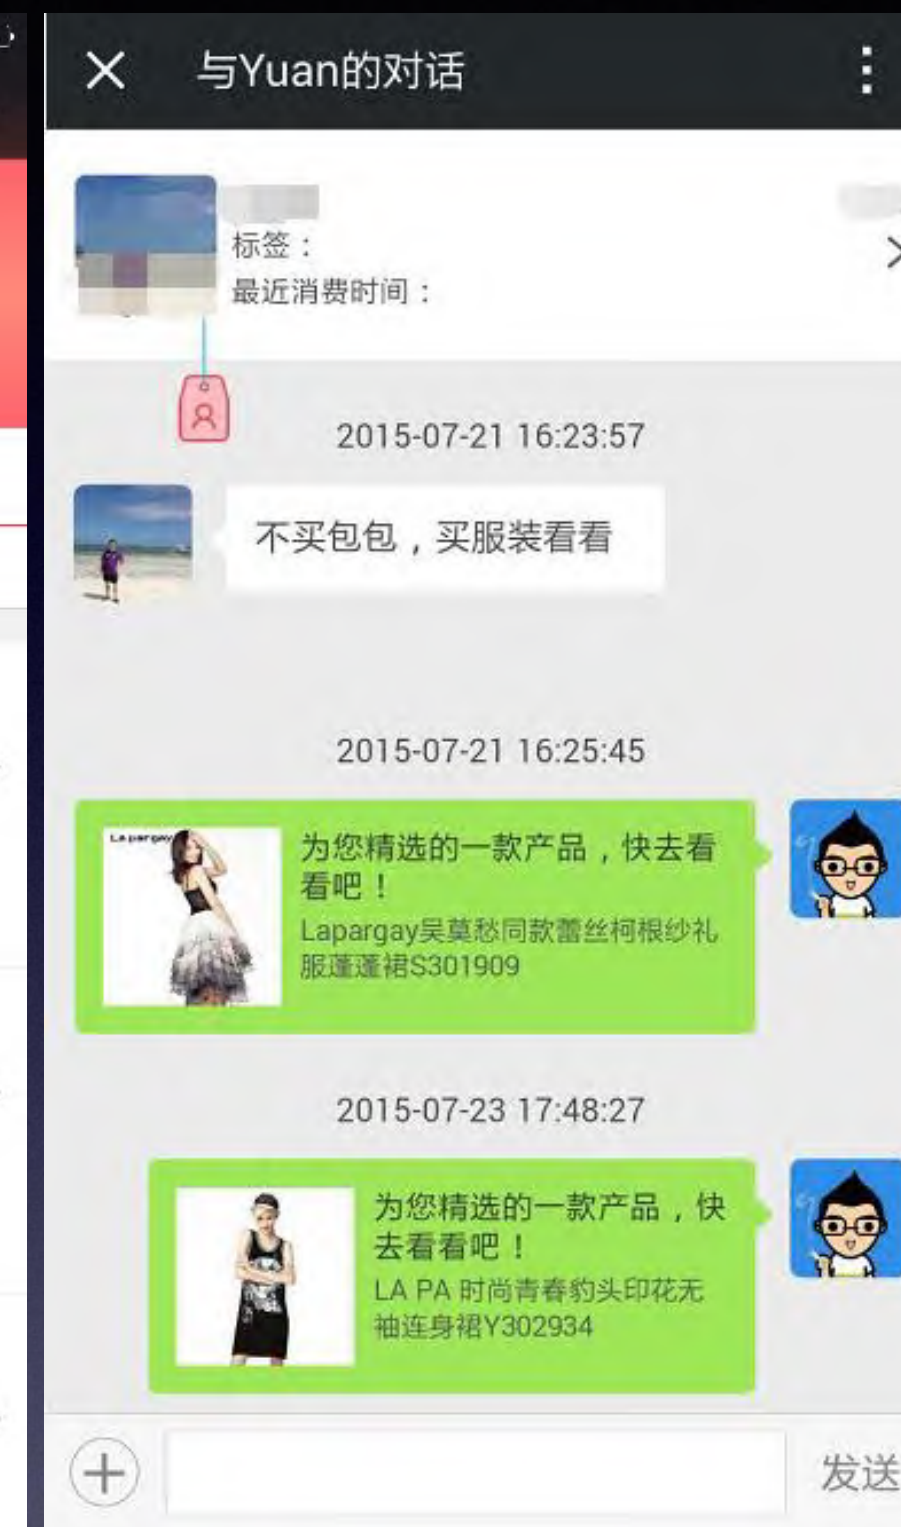 与Yuan的对话
标签：
最近消费时间：
2015-07-21 16:23:57
不买包包，买服装看看
2015-07-21 16:25:45
Lapargay
为您精选的一款产品，快去看
看吧！
Lapargay吴莫愁同款蕾丝柯根纱礼
服蓬蓬裙S301909
2015-07-23 17:48:27
为您精选的一款产品，快
去看看吧！
LA PA 时尚青春豹头印花无
袖连身裙Y302934
发送